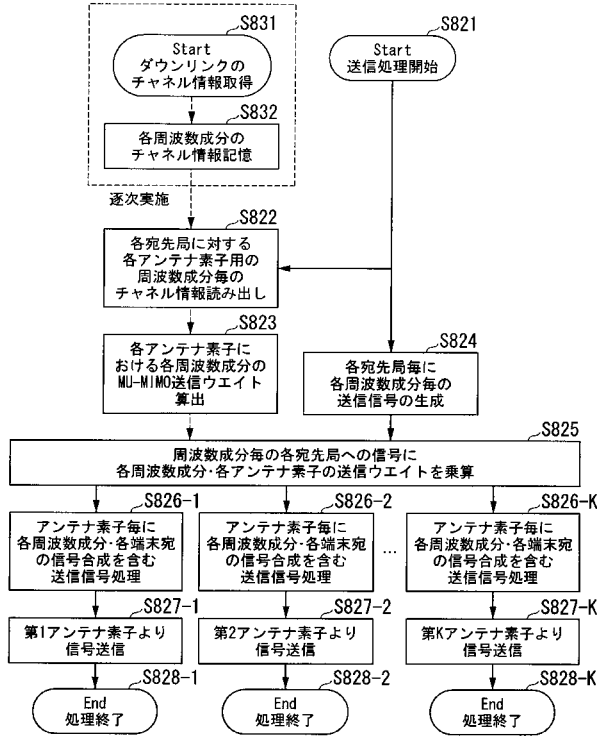 S831
Start
ダウンリンクの
チャネル情報取得
S832
各周波数成分の
チャネル情報記憶
逐次実施
S821
Start
送信処理開始
S822
各宛先局に対する
各アンテナ素子用の
周波数成分毎の
チャネル情報読み出し
S823
各アンテナ素子に
おける各周波数成分の
MU-MIMO送信ウエイト
算出
S824
各宛先局毎に
各周波数成分毎の
送信信号の生成
S825
周波数成分毎の各宛先局への信号に
各周波数成分・各アンテナ素子の送信ウエイトを乗算
S826-1
アンテナ素子毎に
各周波数成分・各端末宛
の信号合成を含む
送信信号処理
S826-2
アンテナ素子毎に
各周波数成分・各端末宛
の信号合成を含む
送信信号処理
...
S826-K
アンテナ素子毎に
各周波数成分・各端末宛
の信号合成を含む
送信信号処理
S827-1
第1アンテナ素子より
信号送信
S827-2
第2アンテナ素子より
信号送信
S827-K
第Kアンテナ素子より
信号送信
S828-1
End
処理終了
S828-2
End
処理終了
S828-K
End
処理終了